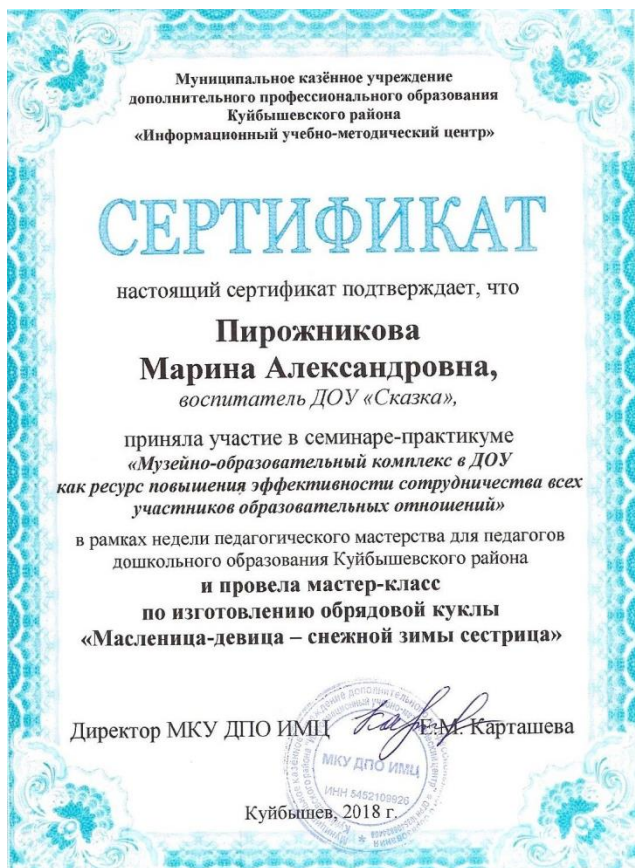 Муниципальное казённое учреждение
дополнительного профессионального образования
Куйбышевского района
«Информационный учебно-методический центр»
СЕРТИФИКАТ
настоящий сертификат подтверждает, что
Пирожникова
Марина Александровна,
воспитатель ДОУ «Сказка»,
приняла участие в семинаре-практикуме
«Музейно-образовательный комплекс в ДОУ
как ресурс повышения эффективности сотрудничества всех
участников образовательных отношений»
в рамках недели педагогического мастерства для педагогов
дошкольного образования Куйбышевского района
и провела мастер-класс
по изготовлению обрядовой куклы
«Масленица-девица – снежной зимы сестрица»
Директор МКУ ДПО ИМЦ Е.М. Карташева
МКУ ДПО ИМЦ
ИНН 5452109926
Куйбышев, 2018 г.